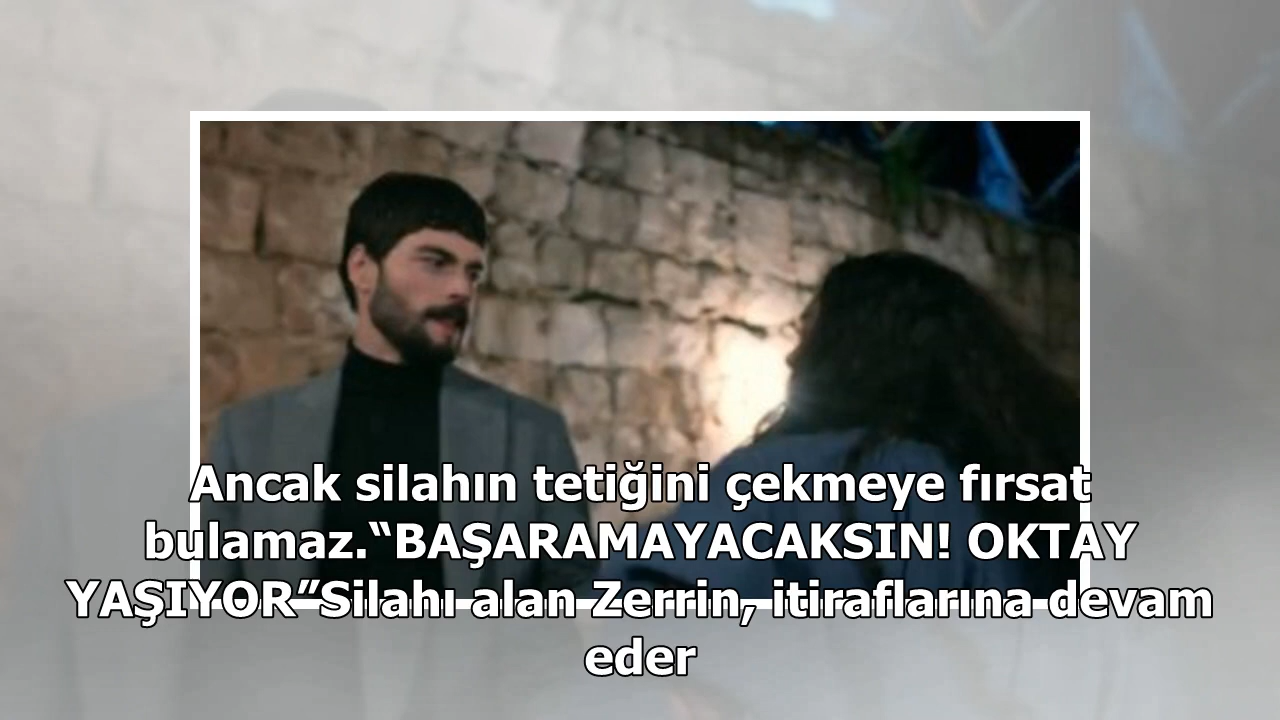 Ancak silahın tetiğini çekmeye fırsat
bulamaz.“BAŞARAMAYACAKSIN! OKTAY
YAŞIYOR”Silahı alan Zerrin, itiraflarına devam
eder